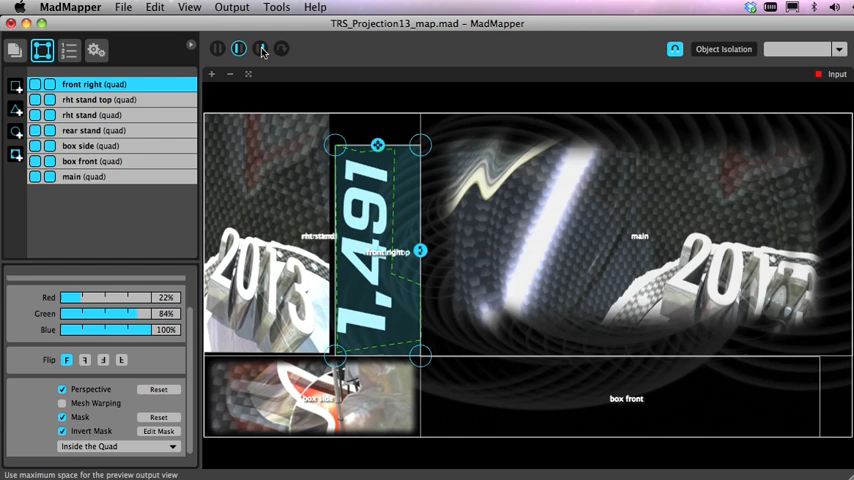 MadMapper File Edit View Output Tools Help
TRS_Projection13_map.mad - MadMapper
Object Isolation
Input
front right (quad)
rht stand top (quad)
rht stand (quad)
rear stand (quad)
box side (quad)
box front (quad)
main (quad)
Red 22%
Green 84%
Blue 100%
Flip F F F F
Perspective Reset
Mesh Warping
Mask Reset
Invert Mask Edit Mask
Inside the Quad
2013
rht stand
1,491
front right
main
box side
box front
Use maximum space for the preview output view